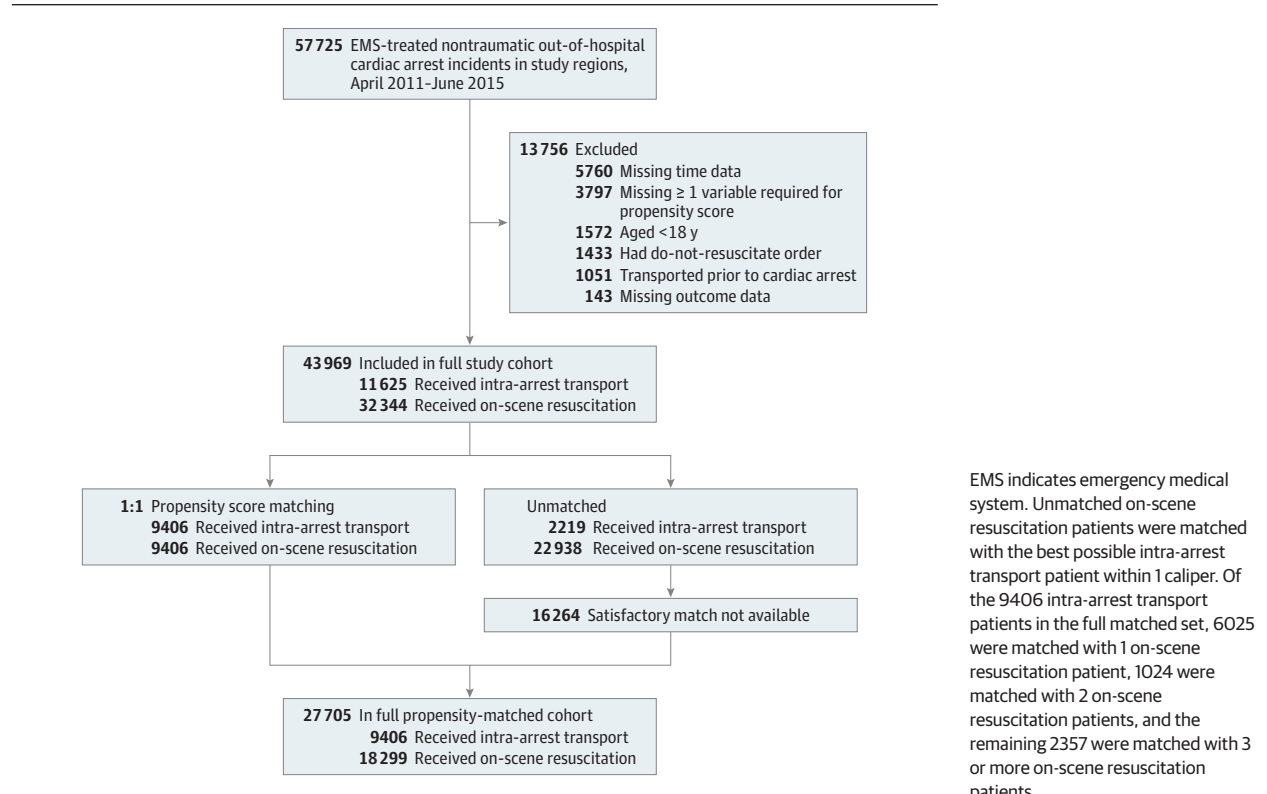 57725 EMS-treated nontraumatic out-of-hospital
cardiac arrest incidents in study regions,
April 2011-June 2015
13756 Excluded
5760 Missing time data
3797 Missing ≥ 1 variable required for
propensity score
1572 Aged <18 y
1433 Had do-not-resuscitate order
1051 Transported prior to cardiac arrest
143 Missing outcome data
43969 Included in full study cohort
11625 Received intra-arrest transport
32344 Received on-scene resuscitation
1:1 Propensity score matching
9406 Received intra-arrest transport
9406 Received on-scene resuscitation
Unmatched
2219 Received intra-arrest transport
22938 Received on-scene resuscitation
16264 Satisfactory match not available
27705 In full propensity-matched cohort
9406 Received intra-arrest transport
18299 Received on-scene resuscitation
EMS indicates emergency medical
system. Unmatched on-scene
resuscitation patients were matched
with the best possible intra-arrest
transport patient within 1 caliper. Of
the 9406 intra-arrest transport
patients in the full matched set, 6025
were matched with 1 on-scene
resuscitation patient, 1024 were
matched with 2 on-scene
resuscitation patients, and the
remaining 2357 were matched with 3
or more on-scene resuscitation
patients.